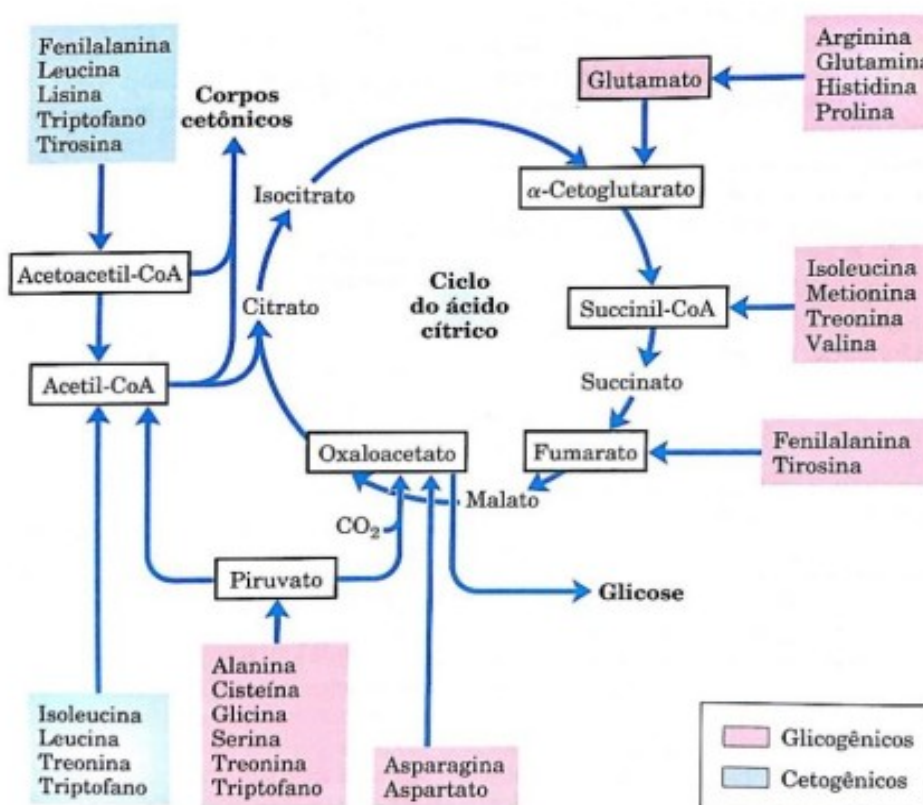 Fenilalanina
Leucina
Lisina
Triptofano
Tirosina
Corpos
cetônicos
Glutamato
Arginina
Glutamina
Histidina
Prolina
Isocitrato
α-Cetoglutarato
Acetoacetil-CoA
Citrato
Ciclo
do ácido
cítrico
Succinil-CoA
Isoleucina
Metionina
Treonina
Valina
Acetil-CoA
Succinato
Oxaloacetato
Fumarato
Fenilalanina
Tirosina
Malato
CO₂
Piruvato
Glicose
Isoleucina
Leucina
Treonina
Triptofano
Alanina
Cisteína
Glicina
Serina
Treonina
Triptofano
Asparagina
Aspartato
Glicogênicos
Cetogênicos